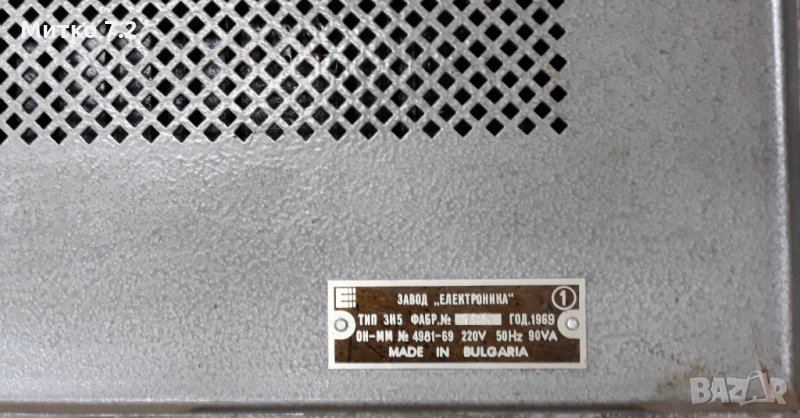 Митко 7.2
ЗАВОД „ЕЛЕКТРОНИКА“ 1
ТИП ЗН5 ФАБР.№ ГОД.1969
ОН-ММ № 4981-69 220V 50Hz 90VA
MADE IN BULGARIA
BAZAR